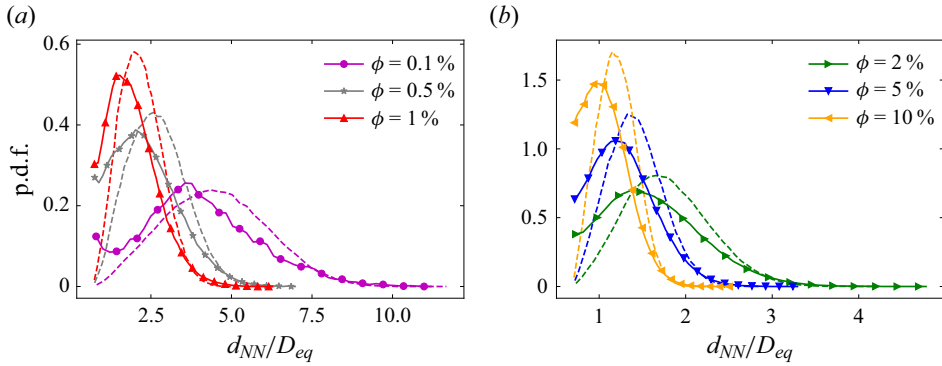 (a)
0.6
0.4
0.2
0
p.d.f.
ϕ = 0.1 %
ϕ = 0.5 %
ϕ = 1 %
2.5 5.0 7.5 10.0
d_NN/D_eq
(b)
1.5
1.0
0.5
0
ϕ = 2 %
ϕ = 5 %
ϕ = 10 %
1 2 3 4
d_NN/D_eq